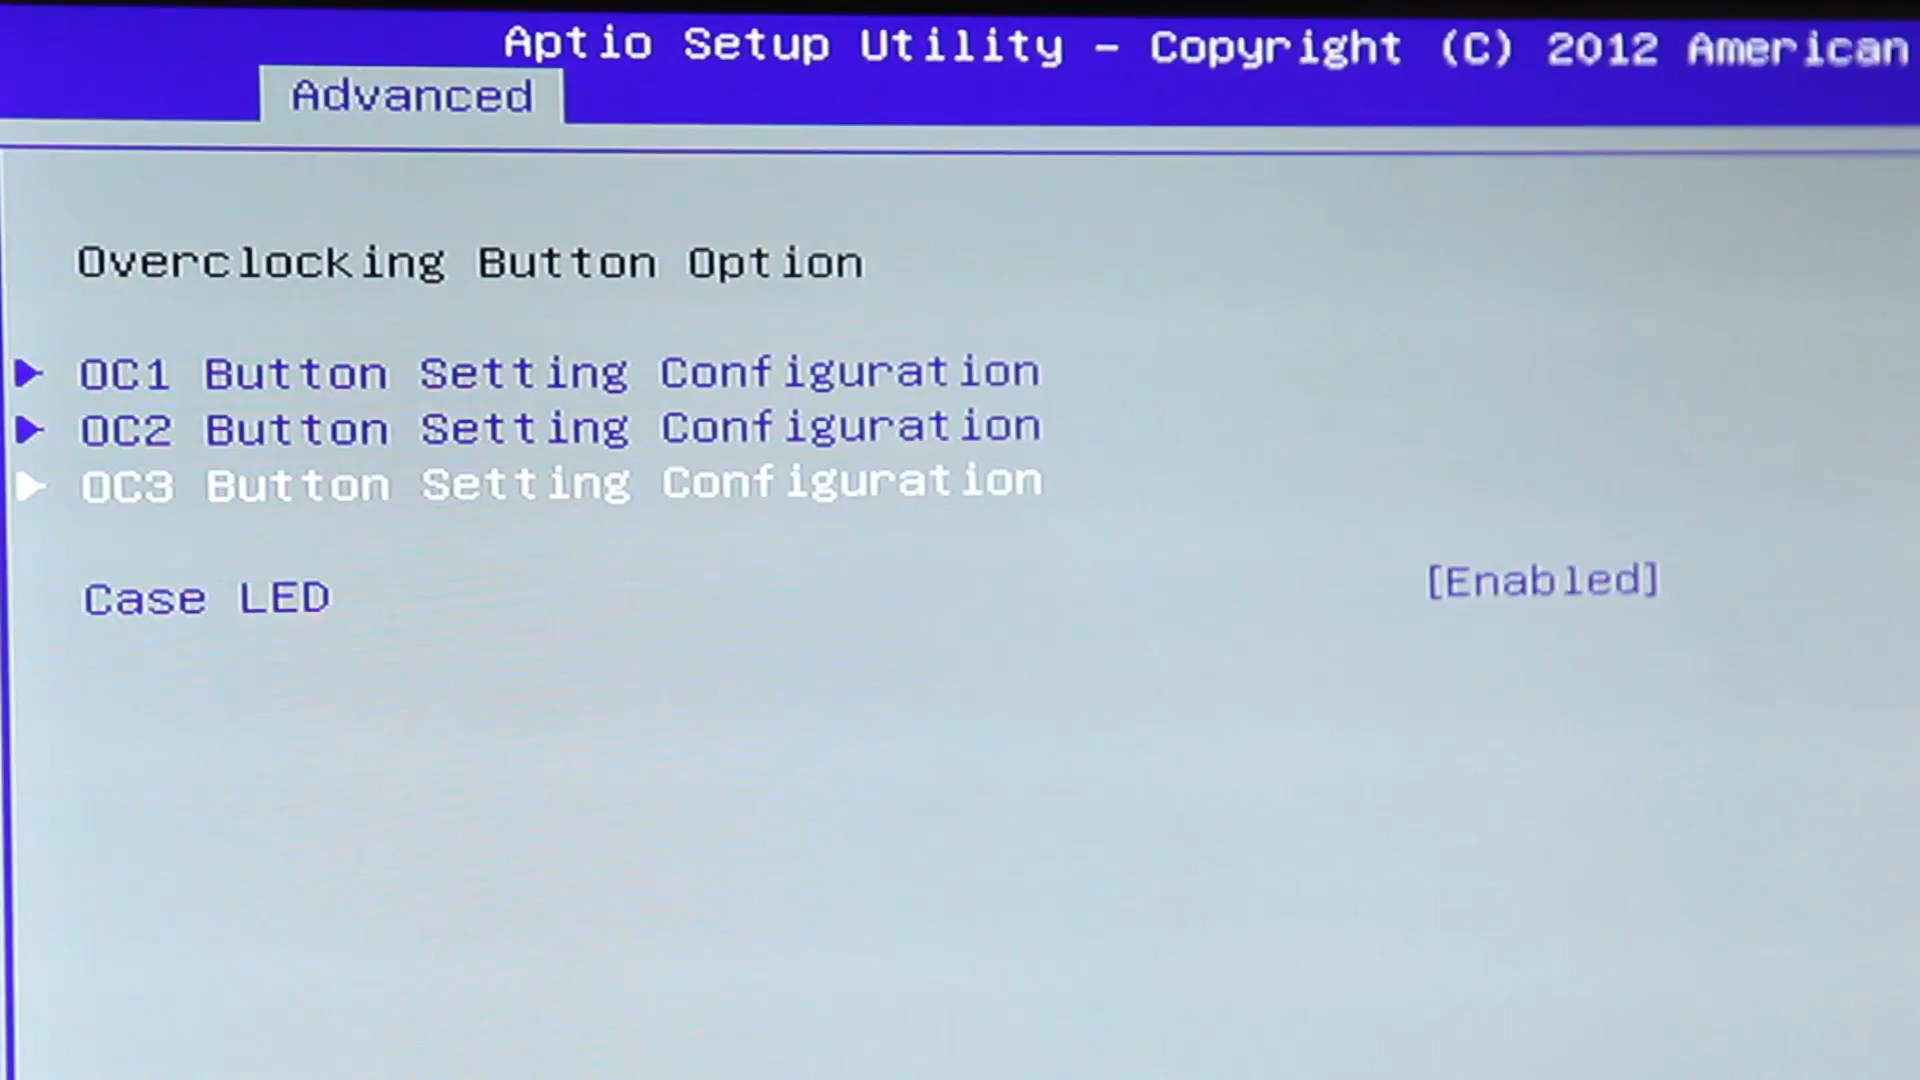 Aptio Setup Utility - Copyright (C) 2012 American
Advanced
Overclocking Button Option
OC1 Button Setting Configuration
OC2 Button Setting Configuration
OC3 Button Setting Configuration
Case LED [Enabled]